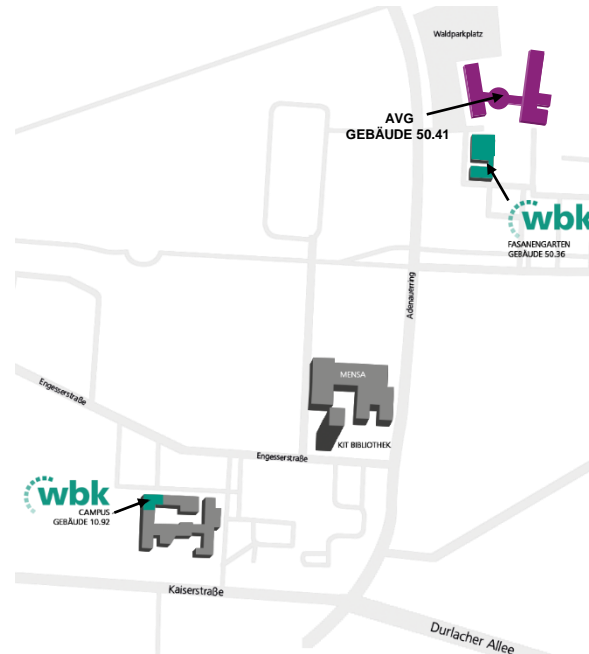 Waldparkplatz
AVG
GEBÄUDE 50.41
wbk
FASANENGARTEN
GEBÄUDE 50.36
Adenauerring
MENSA
Engesserstraße
KIT BIBLIOTHEK
Engesserstraße
wbk
CAMPUS
GEBÄUDE 10.92
Kaiserstraße
Durlacher Allee